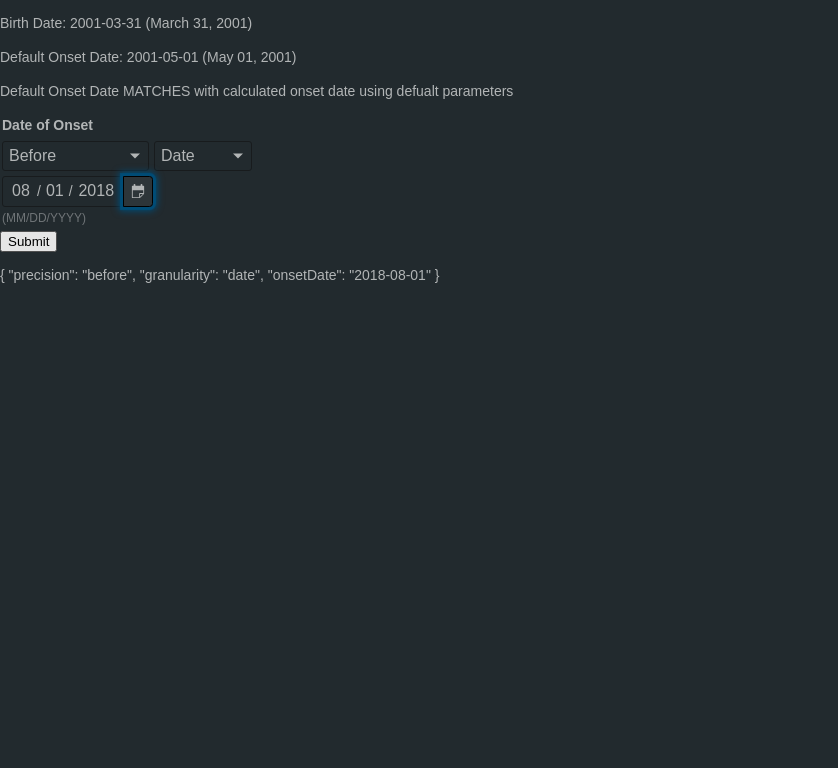 Birth Date: 2001-03-31 (March 31, 2001)
Default Onset Date: 2001-05-01 (May 01, 2001)
Default Onset Date MATCHES with calculated onset date using defualt parameters
Date of Onset
Before Date
08 / 01 / 2018
(MM/DD/YYYY)
Submit
{ "precision": "before", "granularity": "date", "onsetDate": "2018-08-01" }